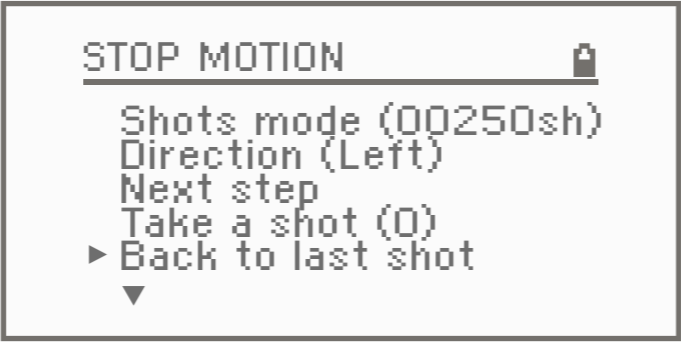 STOP MOTION
Shots mode (00250sh)
Direction (Left)
Next step
Take a shot (0)
Back to last shot